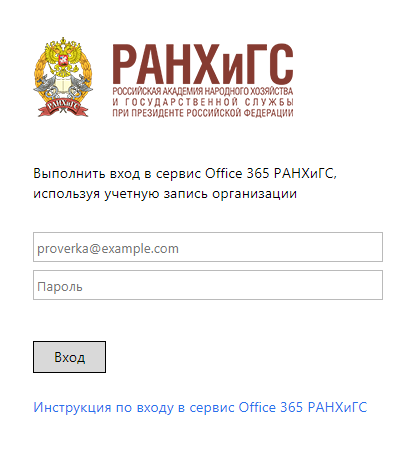 РАНХиГС
РОССИЙСКАЯ АКАДЕМИЯ НАРОДНОГО ХОЗЯЙСТВА
И ГОСУДАРСТВЕННОЙ СЛУЖБЫ
ПРИ ПРЕЗИДЕНТЕ РОССИЙСКОЙ ФЕДЕРАЦИИ
РАНХиГС
Выполнить вход в сервис Office 365 РАНХиГС,
используя учетную запись организации
proverka@example.com
Пароль
Вход
Инструкция по входу в сервис Office 365 РАНХиГС